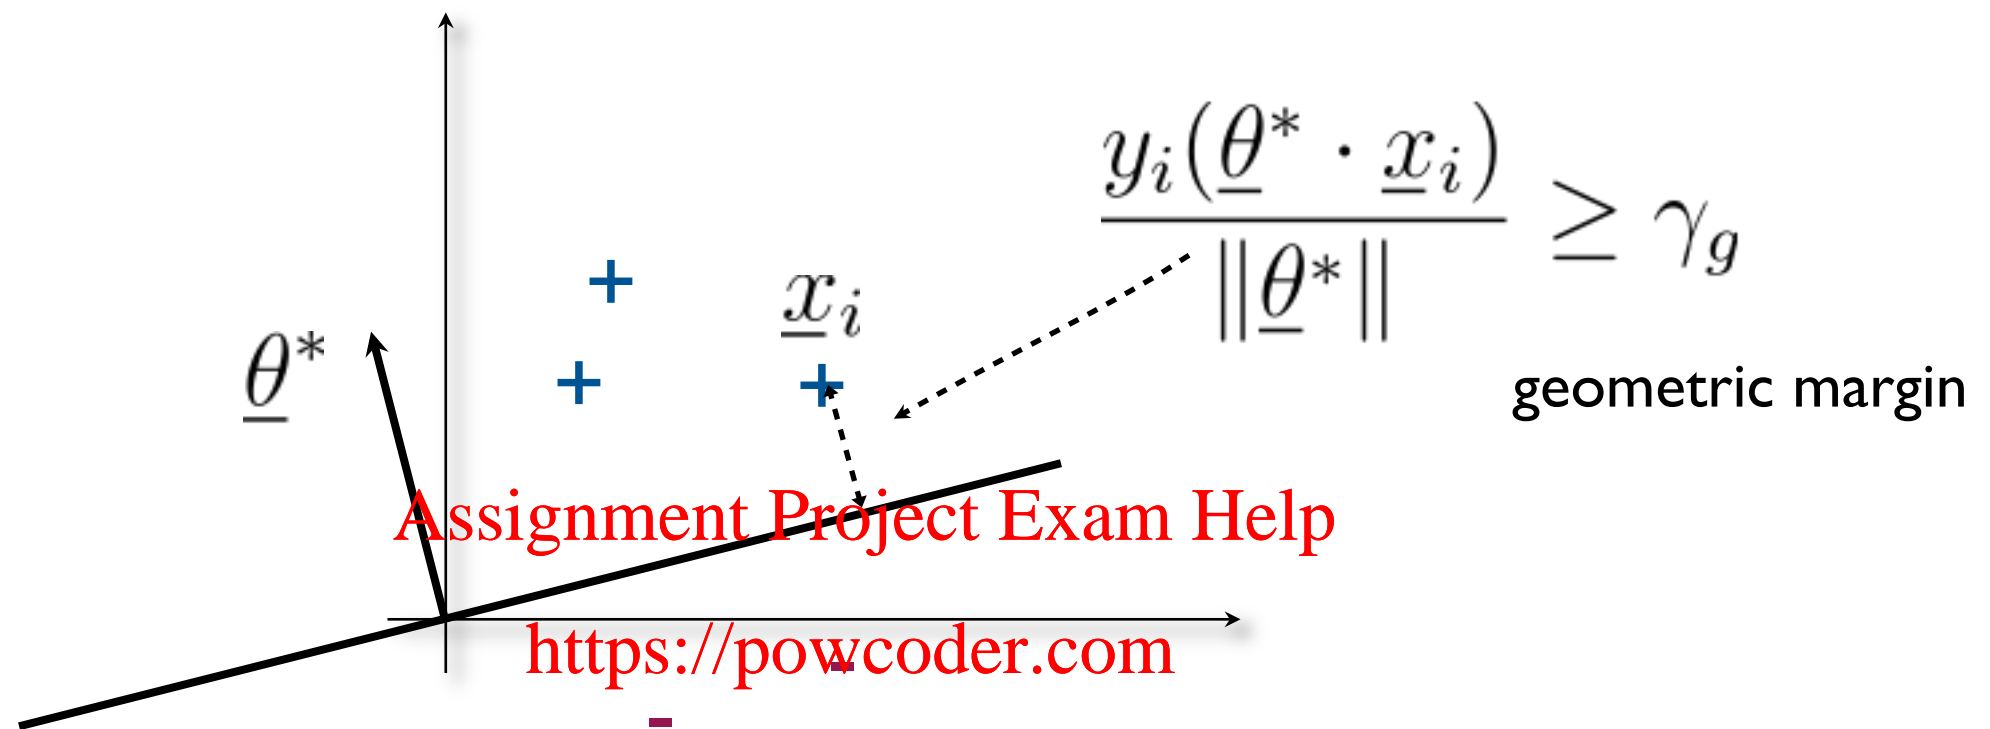 y_i(θ* · x_i)
‖θ*‖
≥ γ_g
x_i
θ*
geometric margin
Assignment Project Exam Help
https://powcoder.com